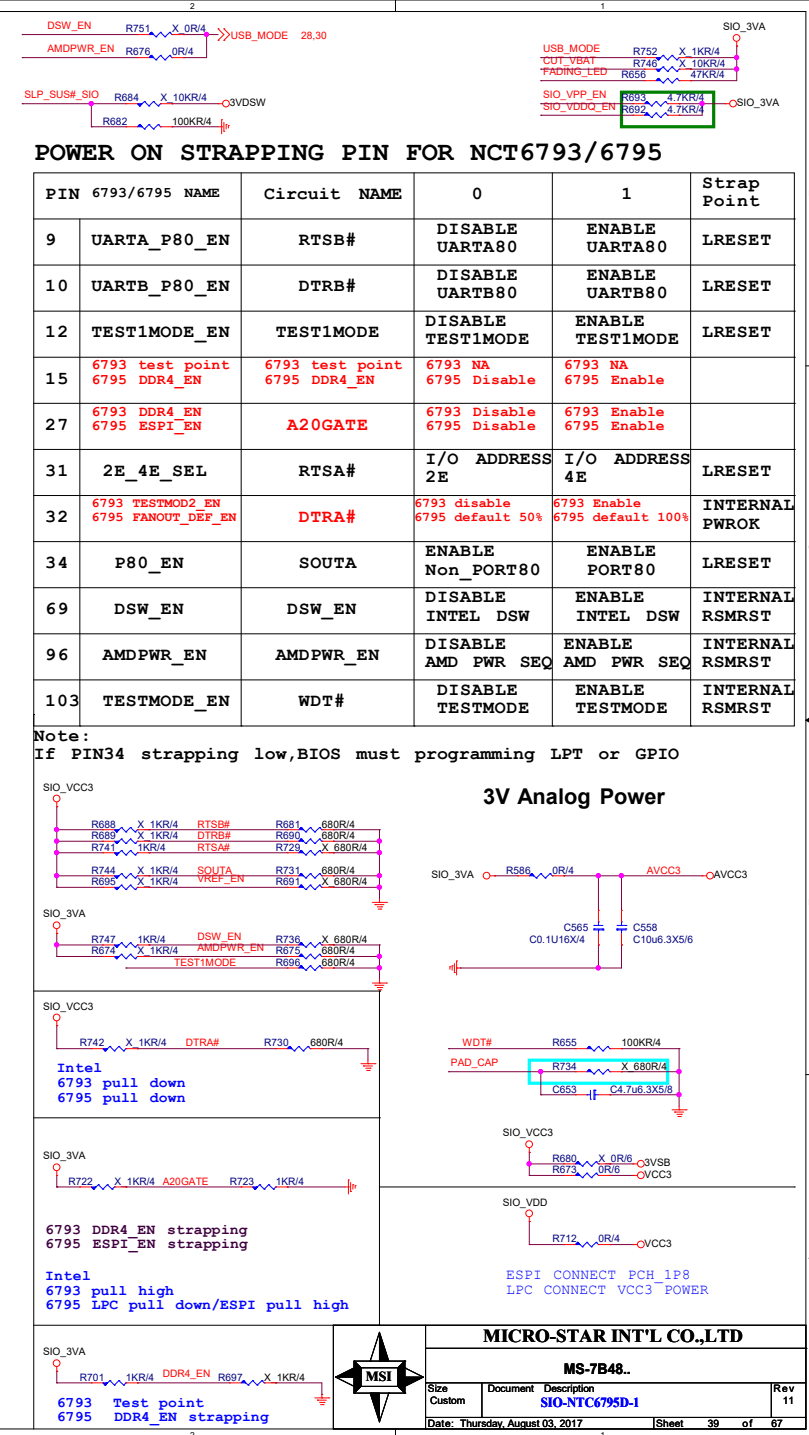 2 1
DSW_EN R751 X_0R/4 USB_MODE 28,30
AMDPWR_EN R676 0R/4
SIO_3VA
USB_MODE R752 X_1KR/4
CUT_VBAT R746 X_10KR/4
FADING_LED R656 47KR/4
SLP_SUS#_SIO R684 X_10KR/4 3VDSW
R682 100KR/4
SIO_VPP_EN R693 4.7KR/4 SIO_3VA
SIO_VDDQ_EN R692 4.7KR/4
POWER ON STRAPPING PIN FOR NCT6793/6795
PIN 6793/6795 NAME Circuit NAME 0 1 Strap Point
9 UARTA_P80_EN RTSB# DISABLE UARTA80 ENABLE UARTA80 LRESET
10 UARTB_P80_EN DTRB# DISABLE UARTB80 ENABLE UARTB80 LRESET
12 TEST1MODE_EN TEST1MODE DISABLE TEST1MODE ENABLE TEST1MODE LRESET
15 6793 test point 6795 DDR4_EN 6793 test point 6795 DDR4_EN 6793 NA 6795 Disable 6793 NA 6795 Enable
27 6793 DDR4_EN 6795 ESPI_EN A20GATE 6793 Disable 6795 Disable 6793 Enable 6795 Enable
31 2E_4E_SEL RTSA# I/O ADDRESS 2E I/O ADDRESS 4E LRESET
32 6793 TESTMOD2_EN 6795 FANOUT_DEF_EN DTRA# 6793 disable 6795 default 50% 6793 Enable 6795 default 100% INTERNAL PWROK
34 P80_EN SOUTA ENABLE Non_PORT80 ENABLE PORT80 LRESET
69 DSW_EN DSW_EN DISABLE INTEL DSW ENABLE INTEL DSW INTERNAL RSMRST
96 AMDPWR_EN AMDPWR_EN DISABLE AMD PWR SEQ ENABLE AMD PWR SEQ INTERNAL RSMRST
103 TESTMODE_EN WDT# DISABLE TESTMODE ENABLE TESTMODE INTERNAL RSMRST
Note:
If PIN34 strapping low,BIOS must programming LPT or GPIO
SIO_VCC3
R688 X_1KR/4 RTSB# R681 680R/4
R689 X_1KR/4 DTRB# R690 680R/4
R741 1KR/4 RTSA# R729 X_680R/4
R744 X_1KR/4 SOUTA R731 680R/4
R695 X_1KR/4 VREF_EN R691 X_680R/4
SIO_3VA
R747 1KR/4 DSW_EN R736 X_680R/4
R674 X_1KR/4 AMDPWR_EN R675 680R/4
TEST1MODE R696 680R/4
3V Analog Power
SIO_3VA R586 0R/4 AVCC3 AVCC3
C565 C0.1U16X/4
C558 C10u6.3X5/6
SIO_VCC3
R742 X_1KR/4 DTRA# R730 680R/4
Intel
6793 pull down
6795 pull down
WDT# R655 100KR/4
PAD_CAP R734 X_680R/4
C653 C4.7u6.3X5/8
SIO_3VA
R722 X_1KR/4 A20GATE R723 1KR/4
6793 DDR4_EN strapping
6795 ESPI_EN strapping
Intel
6793 pull high
6795 LPC pull down/ESPI pull high
SIO_VCC3
R680 X_0R/6 3VSB
R673 0R/6 VCC3
SIO_VDD
R712 0R/4 VCC3
ESPI CONNECT PCH_1P8
LPC CONNECT VCC3 POWER
SIO_3VA
R701 1KR/4 DDR4_EN R697 X_1KR/4
6793 Test point
6795 DDR4_EN strapping
MSI
MICRO-STAR INT'L CO.,LTD
MS-7B48..
Size Custom Document Description SIO-NTC6795D-1 Rev 11
Date: Thursday, August 03, 2017 Sheet 39 of 67
2 1